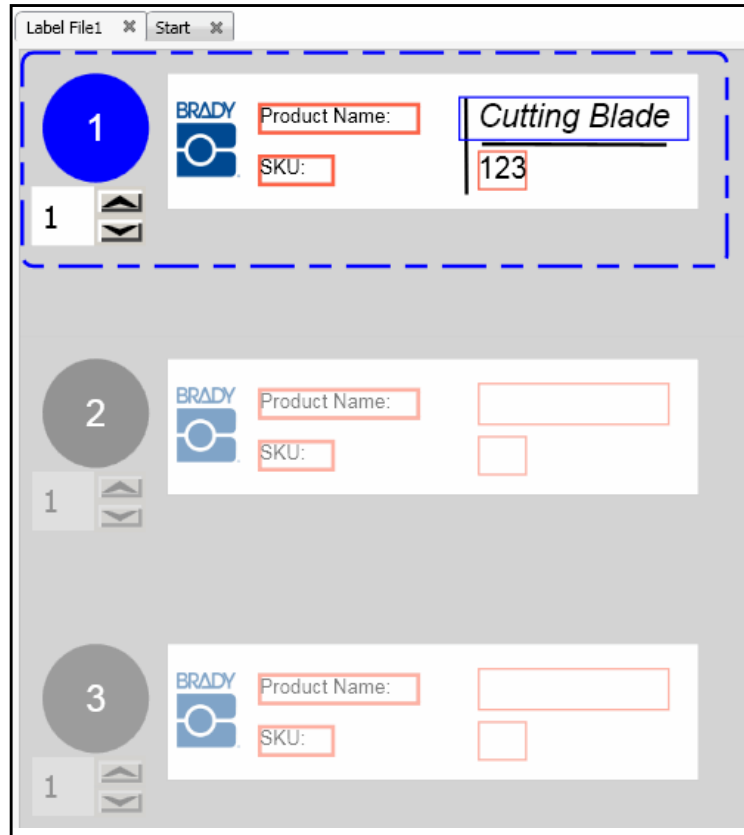 Label File1 Start
1
BRADY
Product Name: Cutting Blade
SKU: 123
1
2
BRADY
Product Name:
SKU:
1
3
BRADY
Product Name:
SKU:
1